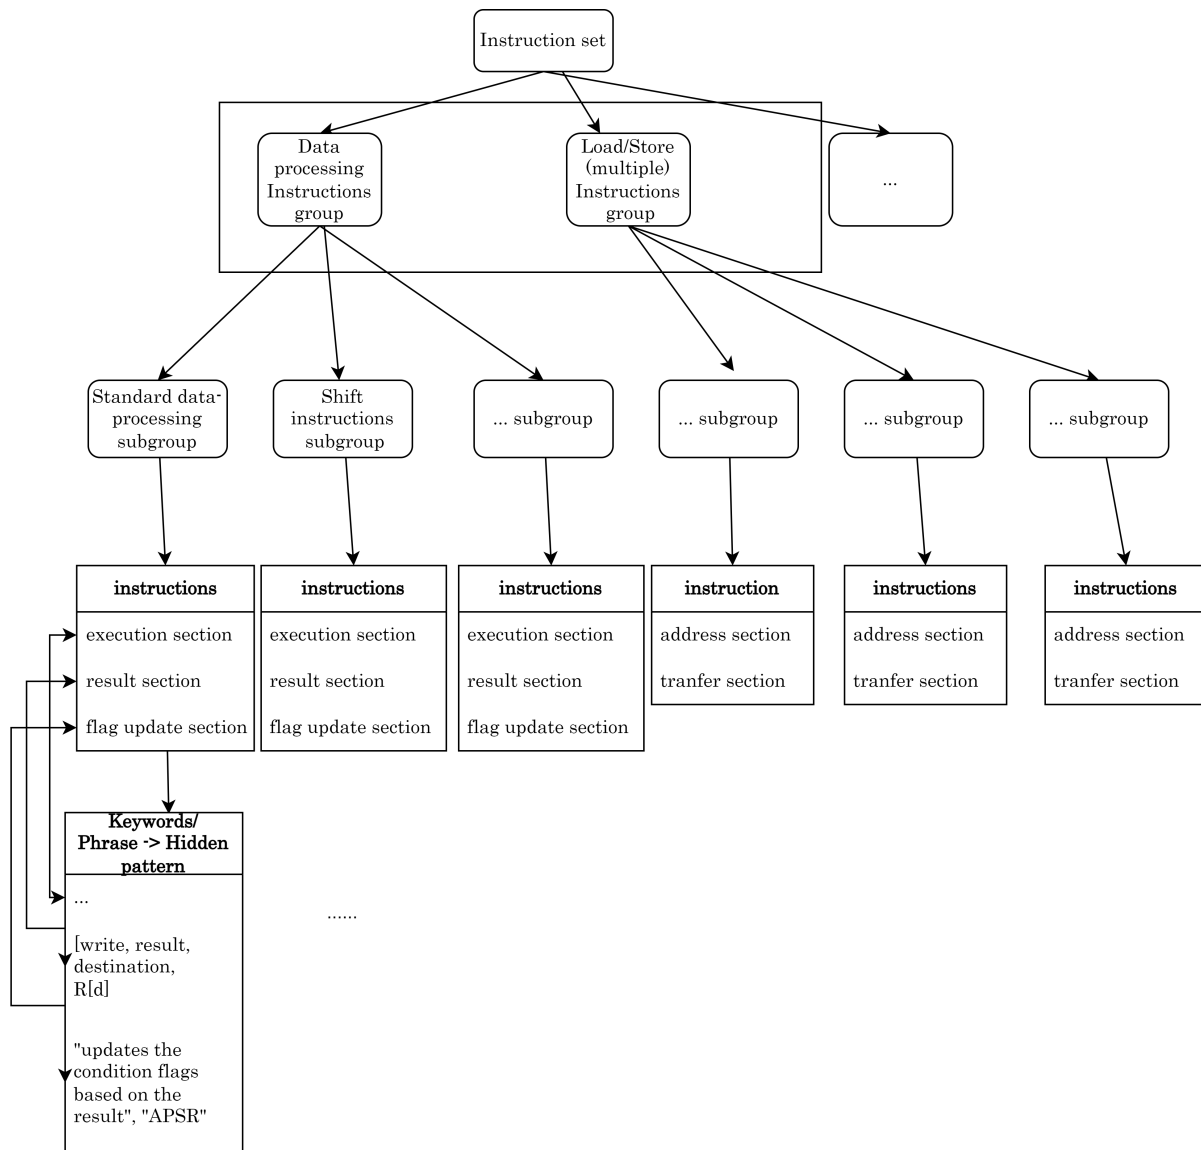 Instruction set
Data
processing
Instructions
group
Load/Store
(multiple)
Instructions
group
...
Standard data-
processing
subgroup
Shift
instructions
subgroup
... subgroup
... subgroup
... subgroup
... subgroup
instructions
execution section
result section
flag update section
instructions
execution section
result section
flag update section
instructions
execution section
result section
flag update section
instruction
address section
tranfer section
instructions
address section
tranfer section
instructions
address section
tranfer section
Keywords/
Phrase -> Hidden
pattern
...
[write, result,
destination,
R[d]
"updates the
condition flags
based on the
result", "APSR"
......